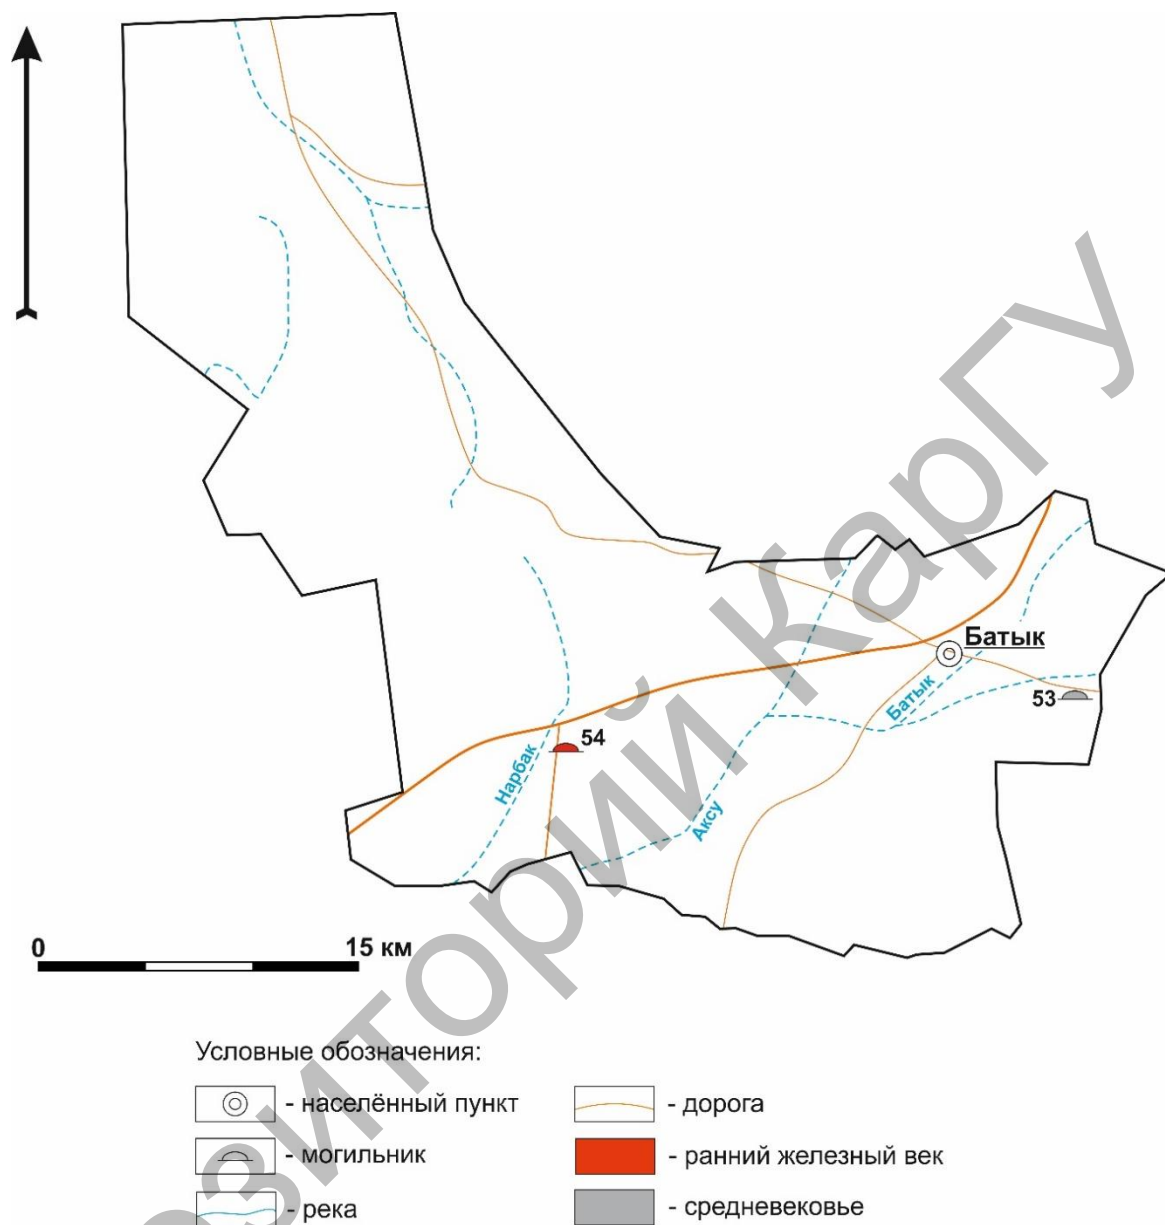 Батык
53
Батык
54
Нарбак
Аксу
0 15 км
Условные обозначения:
- населённый пункт
- дорога
- могильник
- ранний железный век
- река
- средневековье
зиторий КарГУ